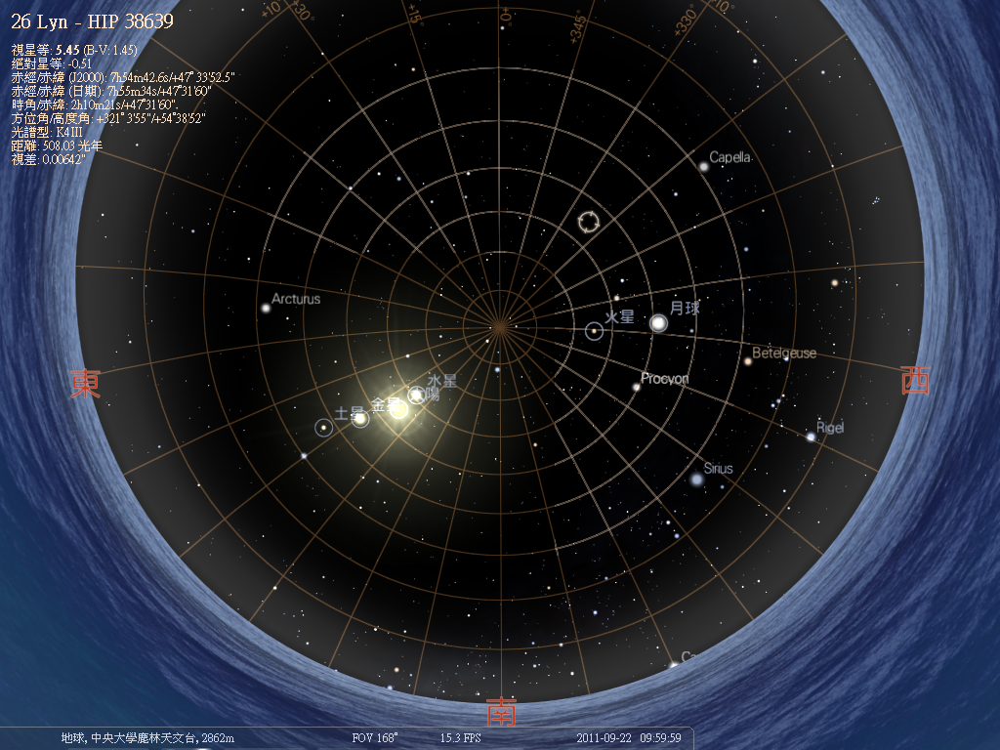 26 Lyn - HIP 38639
視星等: 5.45 (B-V: 1.45)
絕對星等: -0.51
赤經/赤緯 (J2000): 7h54m42.6s/+47°33'52.5"
赤經/赤緯 (日期): 7h55m34s/+47°31'60"
時角/赤緯: 2h10m21s/+47°31'60".
方位角/高度角: +321°3'55"/+54°38'52"
光譜型: K4III
距離: 508.03 光年
視差: 0.00642"
+10°
+30°
+15°
+0°
+345°
+330°
+10°
Capella
Arcturus
火星
月球
Betelgeuse
Procyon
東
西
水星
陽
金星
土星
Rigel
Sirius
Ca
南
地球, 中央大學鹿林天文台, 2862m
FOV 168°
15.3 FPS
2011-09-22 09:59:59